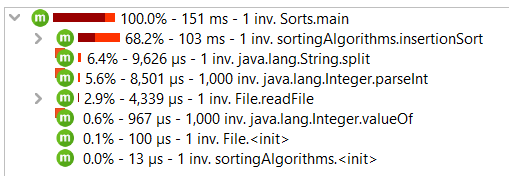 m 100.0% - 151 ms - 1 inv. Sorts.main
m 68.2% - 103 ms - 1 inv. sortingAlgorithms.insertionSort
m 6.4% - 9,626 µs - 1 inv. java.lang.String.split
m 5.6% - 8,501 µs - 1,000 inv. java.lang.Integer.parseInt
m 2.9% - 4,339 µs - 1 inv. File.readFile
m 0.6% - 967 µs - 1,000 inv. java.lang.Integer.valueOf
m 0.1% - 100 µs - 1 inv. File.<init>
m 0.0% - 13 µs - 1 inv. sortingAlgorithms.<init>